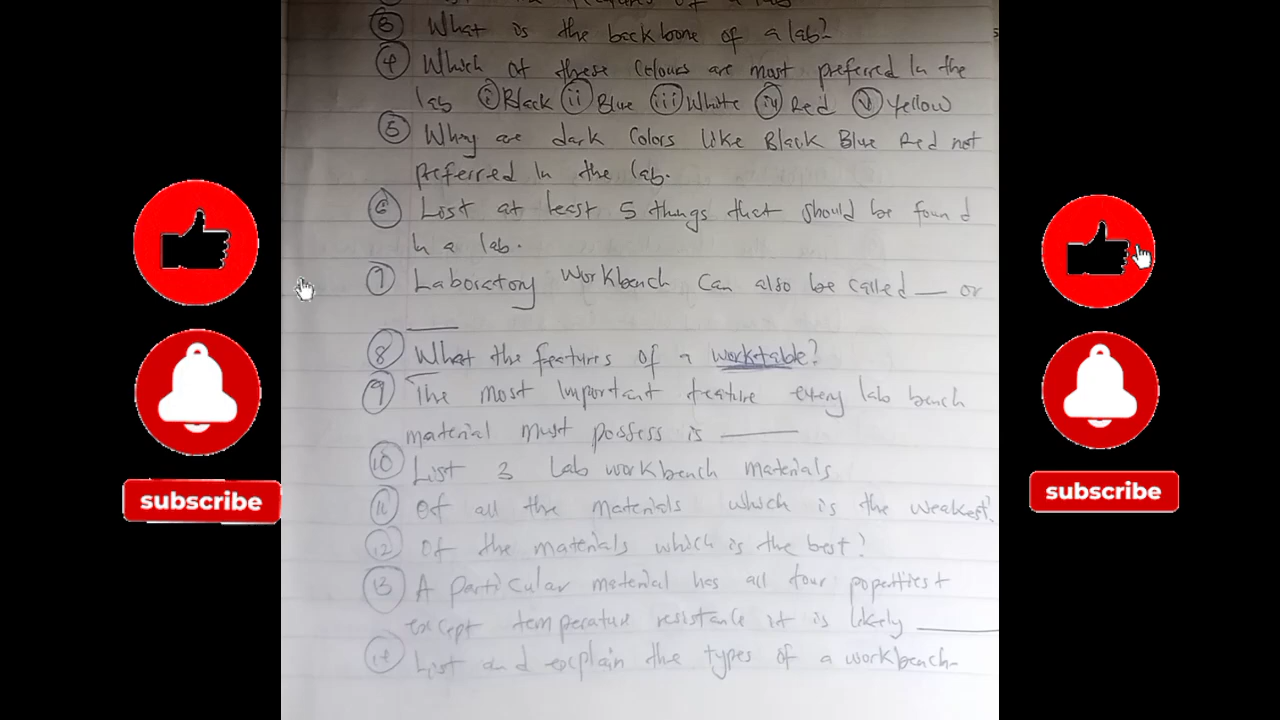 ③ What is the backbone of a lab?
④ Which of these Colours are most preferred In the
lab ⓘ Black ⓘⓘ Blue ⓘⓘⓘ White ⓘⓥ Red ⓥ Yellow
⑤ Why are dark Colors like Black Blue Red not
preferred In the lab.
⑥ List at least 5 things that should be found
In a lab.
⑦ Laboratory workbench Can also be called __ or
__
⑧ What the features of a worktable?
⑨ The most Important feature every lab bench
material must possess is ____
⑩ List 3 Lab workbench materials.
⑪ Of all the materials which is the weakest?
⑫ Of the materials which is the best?
⑬ A particular material has all four poperties +
except temperature resistance it is likely ____
⑭ List and explain the types of a workbench-
subscribe
subscribe